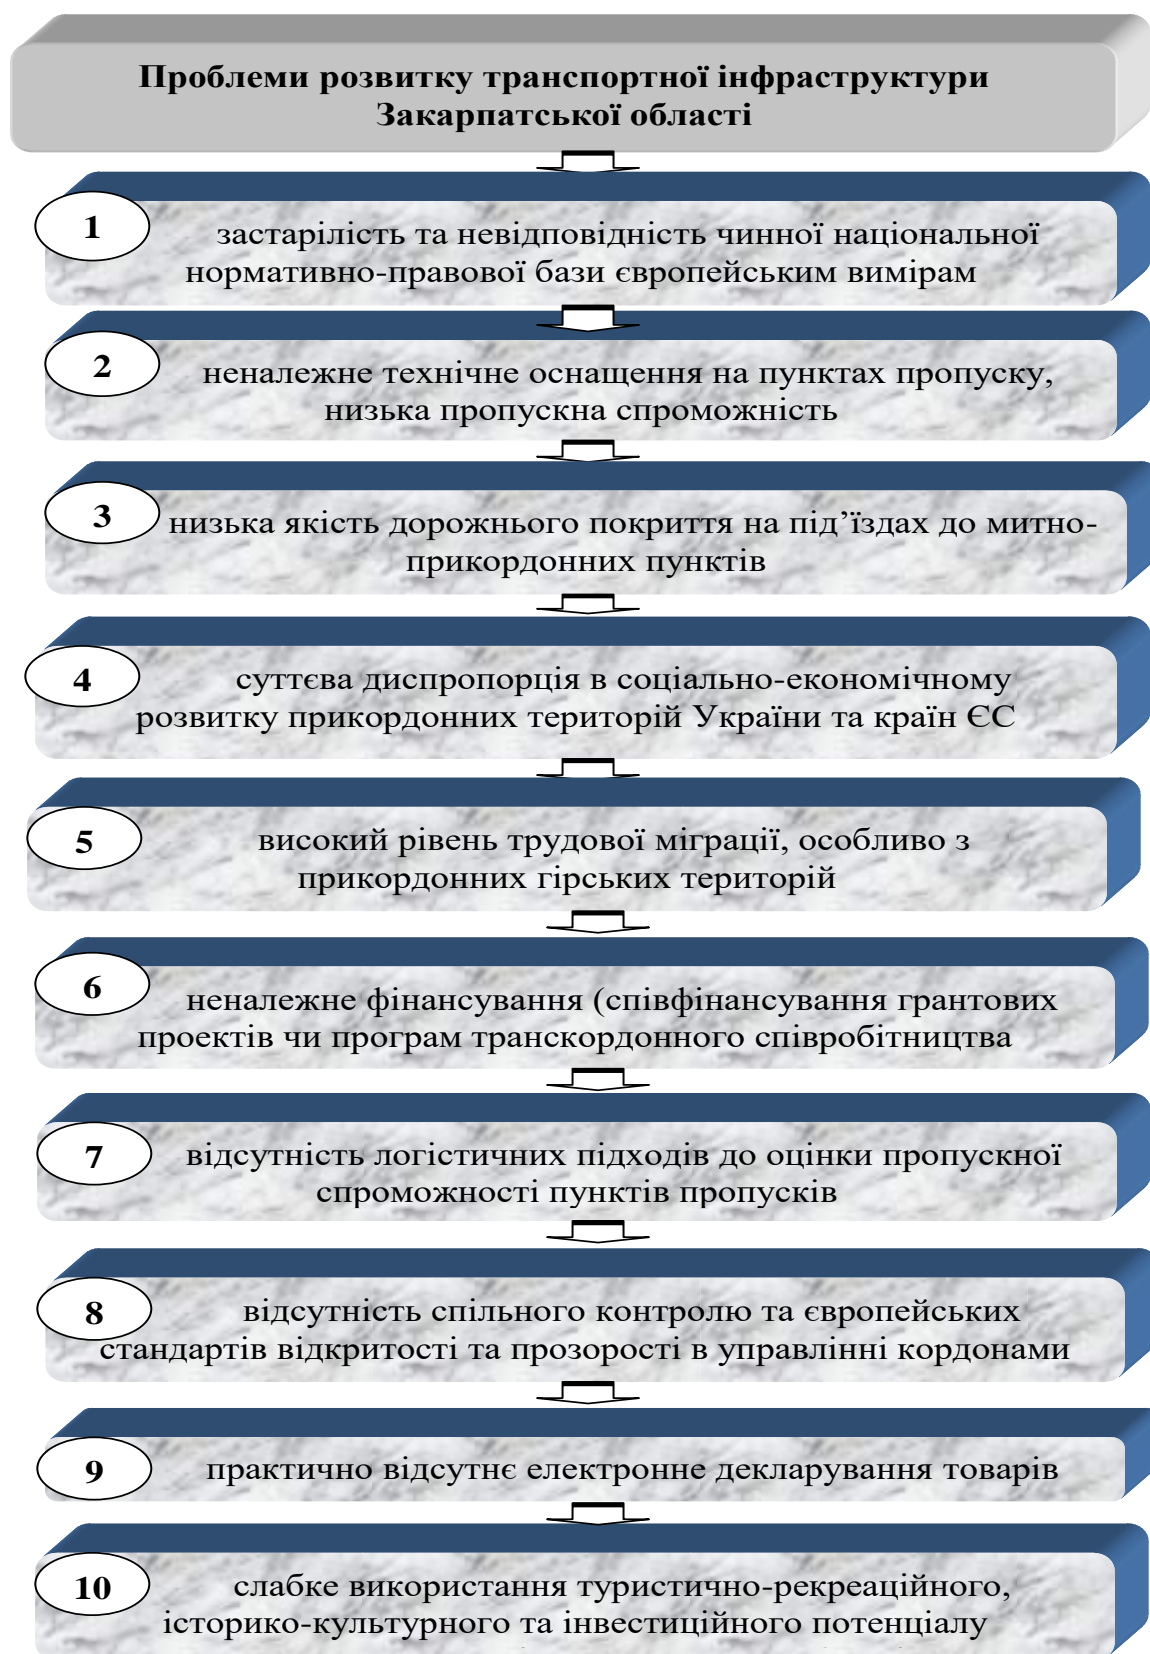 Проблеми розвитку транспортної інфраструктури
Закарпатської області
1
застарілість та невідповідність чинної національної
нормативно-правової бази європейським вимірам
2
неналежне технічне оснащення на пунктах пропуску,
низька пропускна спроможність
3
низька якість дорожнього покриття на під’їздах до митно-
прикордонних пунктів
4
суттєва диспропорція в соціально-економічному
розвитку прикордонних територій України та країн ЄС
5
високий рівень трудової міграції, особливо з
прикордонних гірських територій
6
неналежне фінансування (співфінансування грантових
проектів чи програм транскордонного співробітництва
7
відсутність логістичних підходів до оцінки пропускної
спроможності пунктів пропусків
8
відсутність спільного контролю та європейських
стандартів відкритості та прозорості в управлінні кордонами
9
практично відсутнє електронне декларування товарів
10
слабке використання туристично-рекреаційного,
історико-культурного та інвестиційного потенціалу